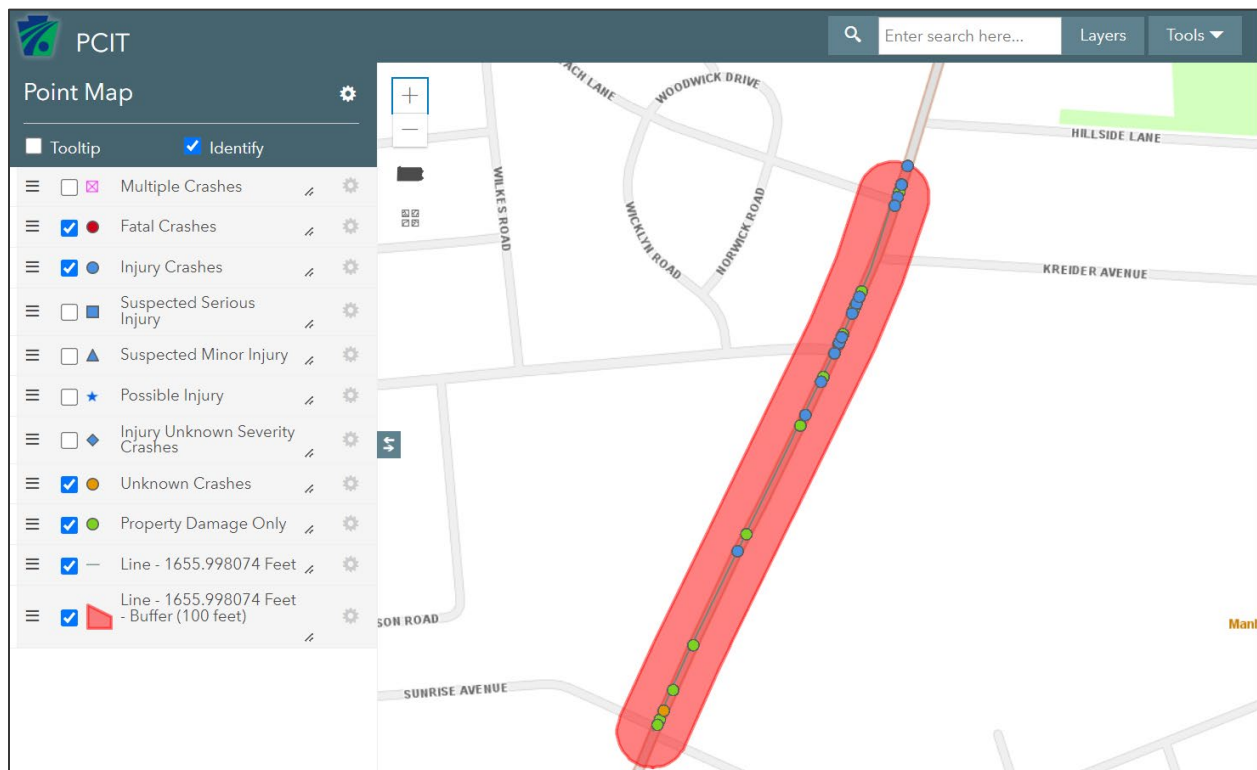 PCIT
Enter search here...
Layers
Tools
Point Map
Tooltip
Identify
Multiple Crashes
Fatal Crashes
Injury Crashes
Suspected Serious
Injury
Suspected Minor Injury
Possible Injury
Injury Unknown Severity
Crashes
Unknown Crashes
Property Damage Only
Line - 1655.998074 Feet
Line - 1655.998074 Feet
- Buffer (100 feet)
+
−
ACH LANE
WOODWICK DRIVE
HILLSIDE LANE
WILKES ROAD
WICKLYN ROAD
NORWICK ROAD
KREIDER AVENUE
SON ROAD
Manh
SUNRISE AVENUE